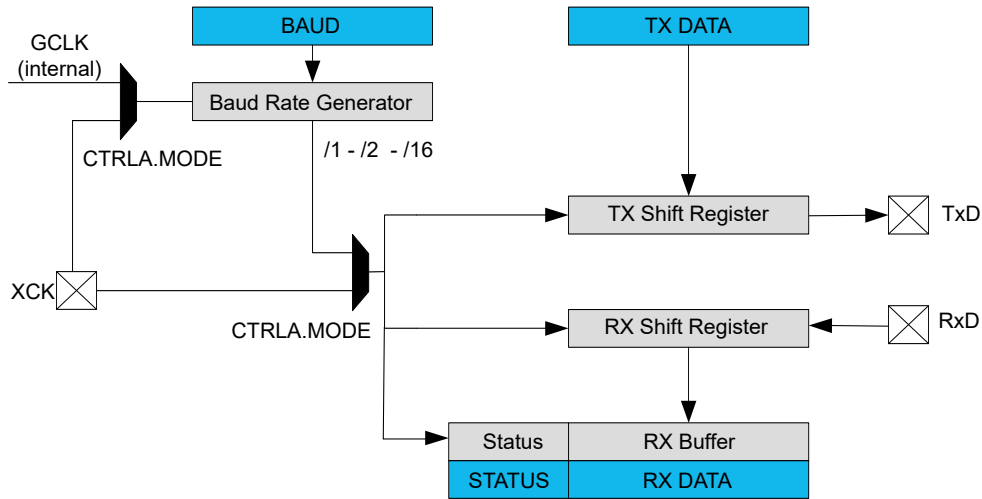 BAUD
TX DATA
GCLK
(internal)
Baud Rate Generator
CTRLA.MODE
/1 - /2 - /16
TX Shift Register
TxD
XCK
CTRLA.MODE
RX Shift Register
RxD
Status
RX Buffer
STATUS
RX DATA